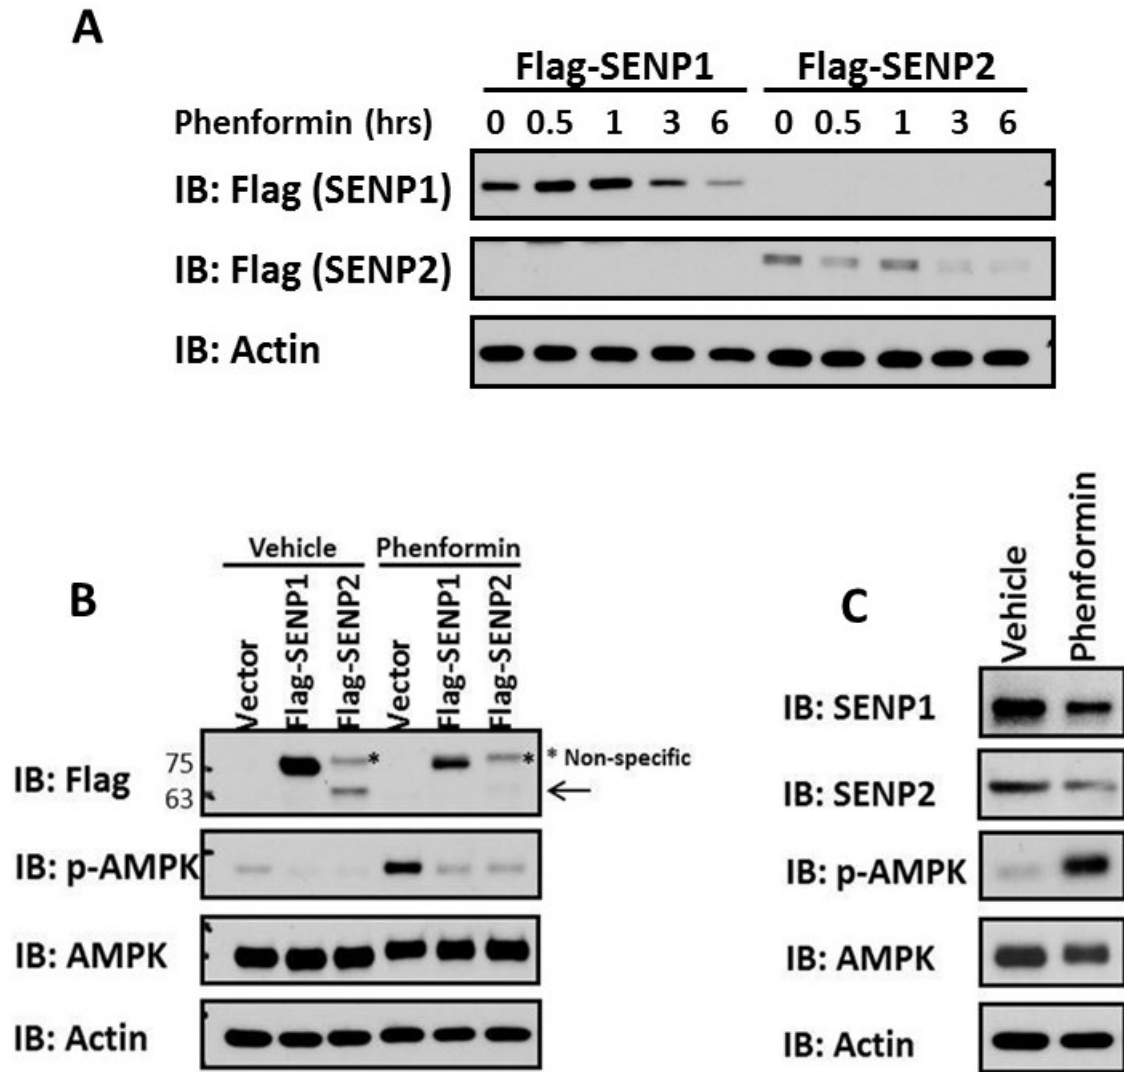 A
Flag-SENP1 Flag-SENP2
Phenformin (hrs) 0 0.5 1 3 6 0 0.5 1 3 6
IB: Flag (SENP1)
IB: Flag (SENP2)
IB: Actin
B
Vehicle Phenformin
Vector Flag-SENP1 Flag-SENP2 Vector Flag-SENP1 Flag-SENP2
IB: Flag
75
63
* * * Non-specific
IB: p-AMPK
IB: AMPK
IB: Actin
C
Vehicle Phenformin
IB: SENP1
IB: SENP2
IB: p-AMPK
IB: AMPK
IB: Actin